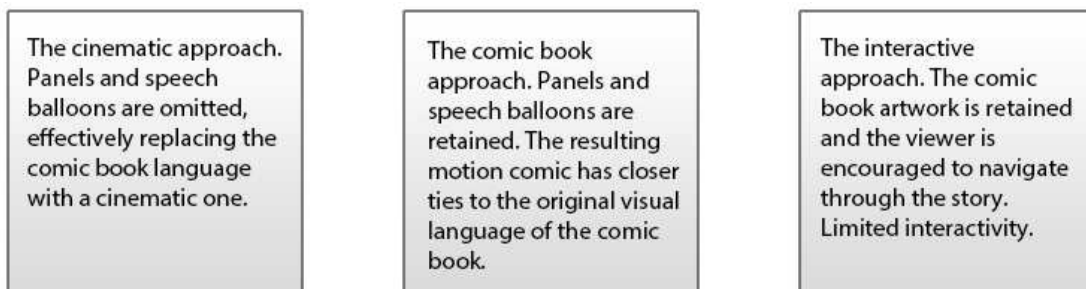 The cinematic approach.
Panels and speech
balloons are omitted,
effectively replacing the
comic book language
with a cinematic one.
The comic book
approach. Panels and
speech balloons are
retained. The resulting
motion comic has closer
ties to the original visual
language of the comic
book.
The interactive
approach. The comic
book artwork is retained
and the viewer is
encouraged to navigate
through the story.
Limited interactivity.